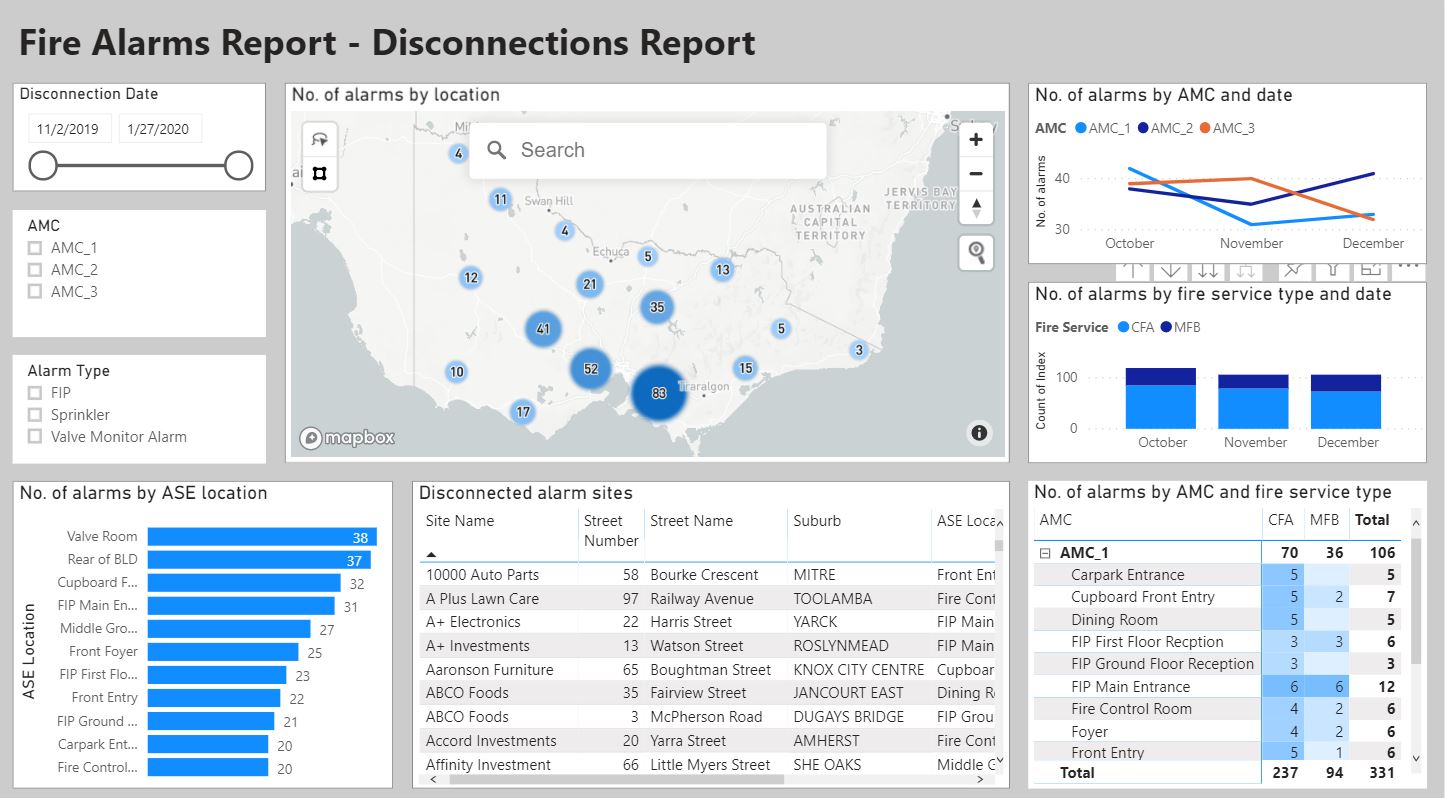 Fire Alarms Report - Disconnections Report
Disconnection Date
11/2/2019 1/27/2020
AMC
AMC_1
AMC_2
AMC_3
Alarm Type
FIP
Sprinkler
Valve Monitor Alarm
No. of alarms by location
Search
4
11
Swan Hill
4
Echuca
5
13
12
21
35
41
5
3
52
15
10
83
Traralgon
17
AUSTRALIAN
CAPITAL
TERRITORY
JERVIS BAY
TERRITORY
mapbox
No. of alarms by AMC and date
AMC AMC_1 AMC_2 AMC_3
No. of alarms
40
30
October November December
No. of alarms by fire service type and date
Fire Service CFA MFB
Count of Index
100
0
October November December
No. of alarms by ASE location
ASE Location
Valve Room 38
Rear of BLD 37
Cupboard F... 32
FIP Main En... 31
Middle Gro... 27
Front Foyer 25
FIP First Flo... 23
Front Entry 22
FIP Ground ... 21
Carpark Ent... 20
Fire Control... 20
Disconnected alarm sites
Site Name Street Number Street Name Suburb ASE Loca
10000 Auto Parts 58 Bourke Crescent MITRE Front Ent
A Plus Lawn Care 97 Railway Avenue TOOLAMBA Fire Cont
A+ Electronics 22 Harris Street YARCK FIP Main
A+ Investments 13 Watson Street ROSLYNMEAD FIP Main
Aaronson Furniture 65 Boughtman Street KNOX CITY CENTRE Cupboar
ABCO Foods 35 Fairview Street JANCOURT EAST Dining R
ABCO Foods 3 McPherson Road DUGAYS BRIDGE FIP Grou
Accord Investments 20 Yarra Street AMHERST Fire Cont
Affinity Investment 66 Little Myers Street SHE OAKS Middle G
No. of alarms by AMC and fire service type
AMC CFA MFB Total
AMC_1 70 36 106
Carpark Entrance 5 5
Cupboard Front Entry 5 2 7
Dining Room 5 5
FIP First Floor Recption 3 3 6
FIP Ground Floor Reception 3 3
FIP Main Entrance 6 6 12
Fire Control Room 4 2 6
Foyer 4 2 6
Front Entry 5 1 6
Total 237 94 331